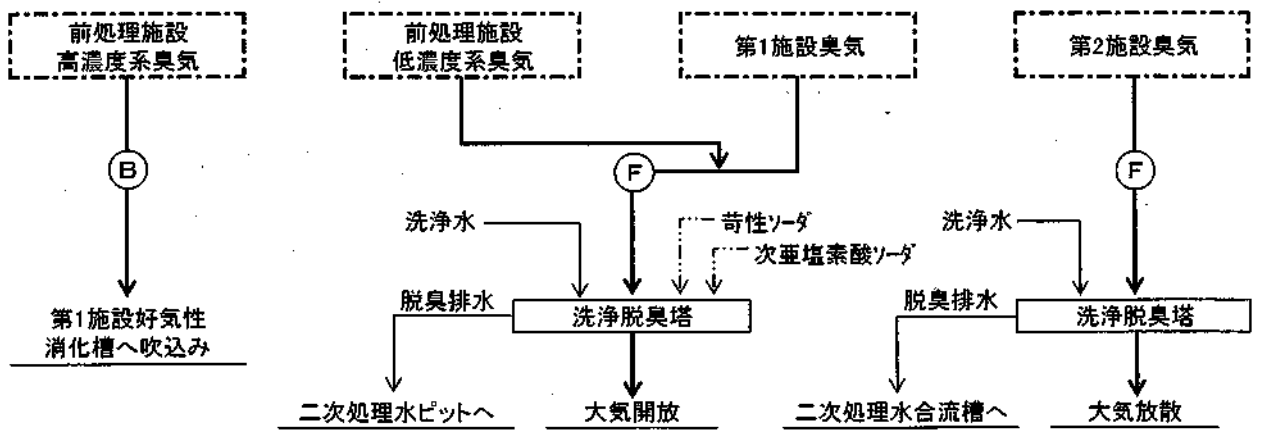 前処理施設
高濃度系臭気
前処理施設
低濃度系臭気
第1施設臭気
第2施設臭気
B
F
F
洗浄水
苛性ソーダ
次亜塩素酸ソーダ
洗浄水
脱臭排水
洗浄脱臭塔
脱臭排水
洗浄脱臭塔
第1施設好気性
消化槽へ吹込み
二次処理水ピットへ
大気開放
二次処理水合流槽へ
大気放散